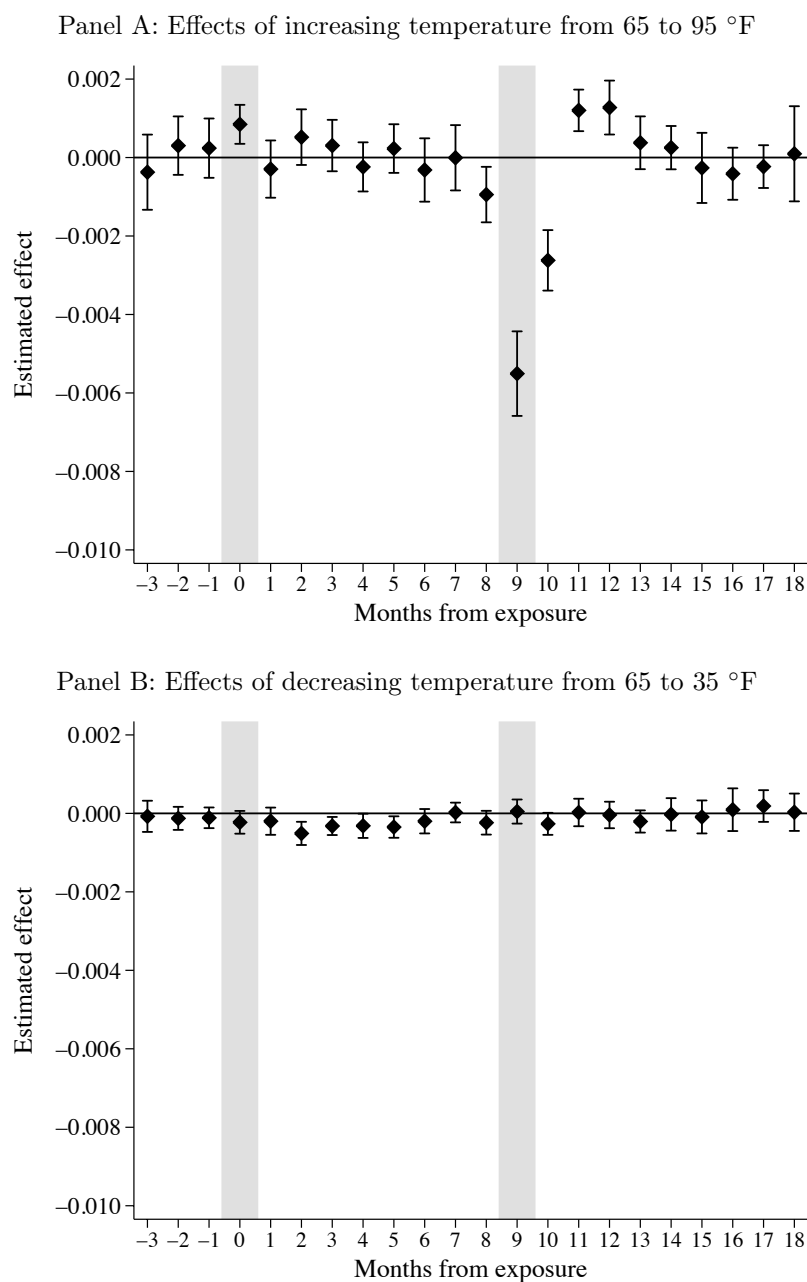 Panel A: Effects of increasing temperature from 65 to 95 °F
0.002
0.000
−0.002
−0.004
−0.006
−0.008
−0.010
Estimated effect
−3 −2 −1 0 1 2 3 4 5 6 7 8 9 10 11 12 13 14 15 16 17 18
Months from exposure
Panel B: Effects of decreasing temperature from 65 to 35 °F
0.002
0.000
−0.002
−0.004
−0.006
−0.008
−0.010
Estimated effect
−3 −2 −1 0 1 2 3 4 5 6 7 8 9 10 11 12 13 14 15 16 17 18
Months from exposure